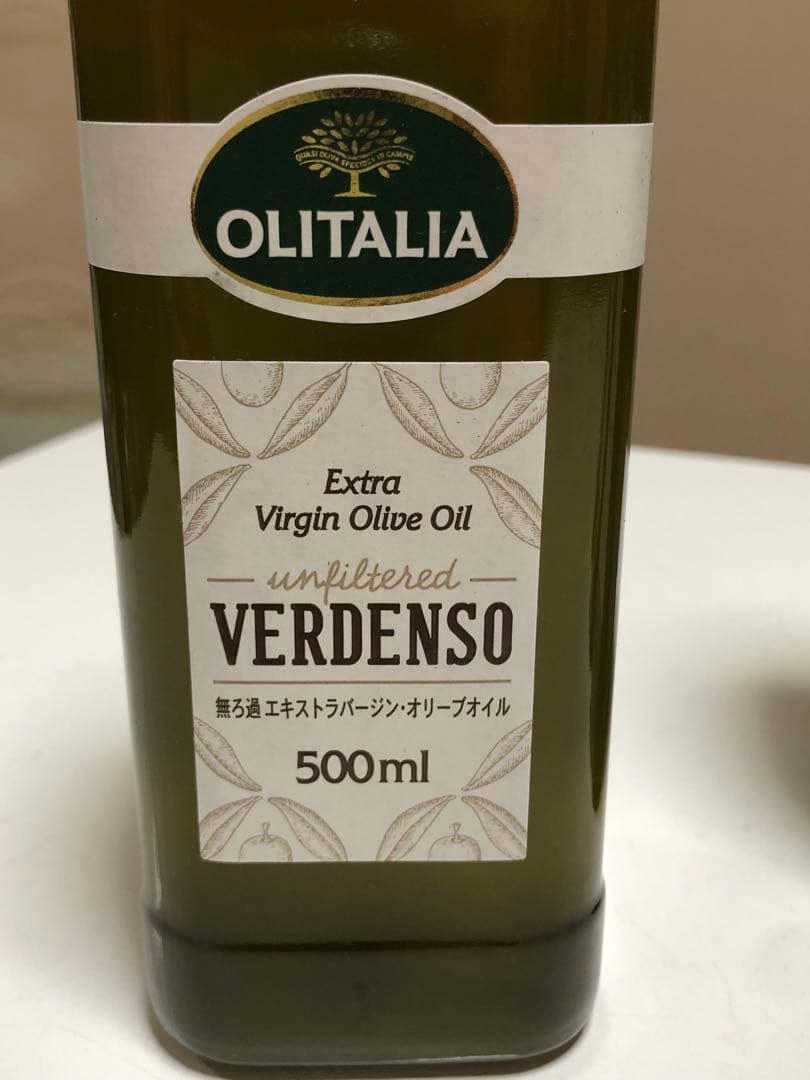 QUASI OLIVA SPECIOSA IN CAMPIS
OLITALIA
Extra
Virgin Olive Oil
unfiltered
VERDENSO
無ろ過 エキストラバージン・オリーブオイル
500ml